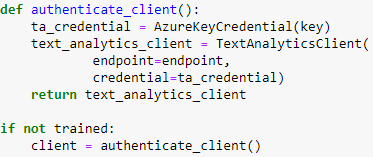 def authenticate_client():
    ta_credential = AzureKeyCredential(key)
    text_analytics_client = TextAnalyticsClient(
            endpoint=endpoint,
            credential=ta_credential)
    return text_analytics_client

if not trained:
    client = authenticate_client()